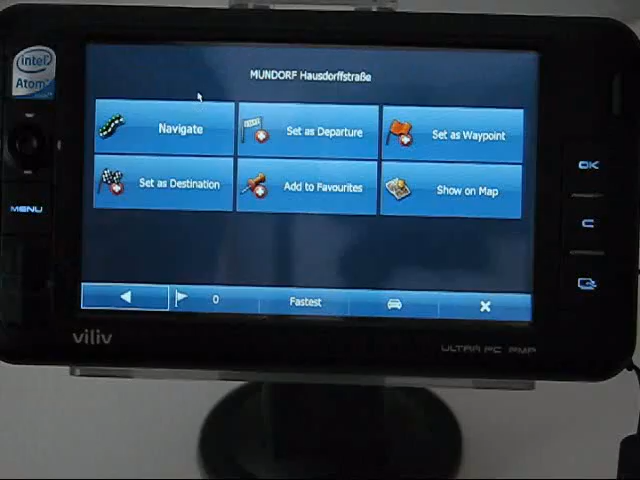 intel
Atom
MUNDORF Hausdorffstraße
Navigate
Set as Departure
Set as Waypoint
Set as Destination
Add to Favourites
Show on Map
OK
MENU
C
0
Fastest
viliv
ULTRA PC PMP